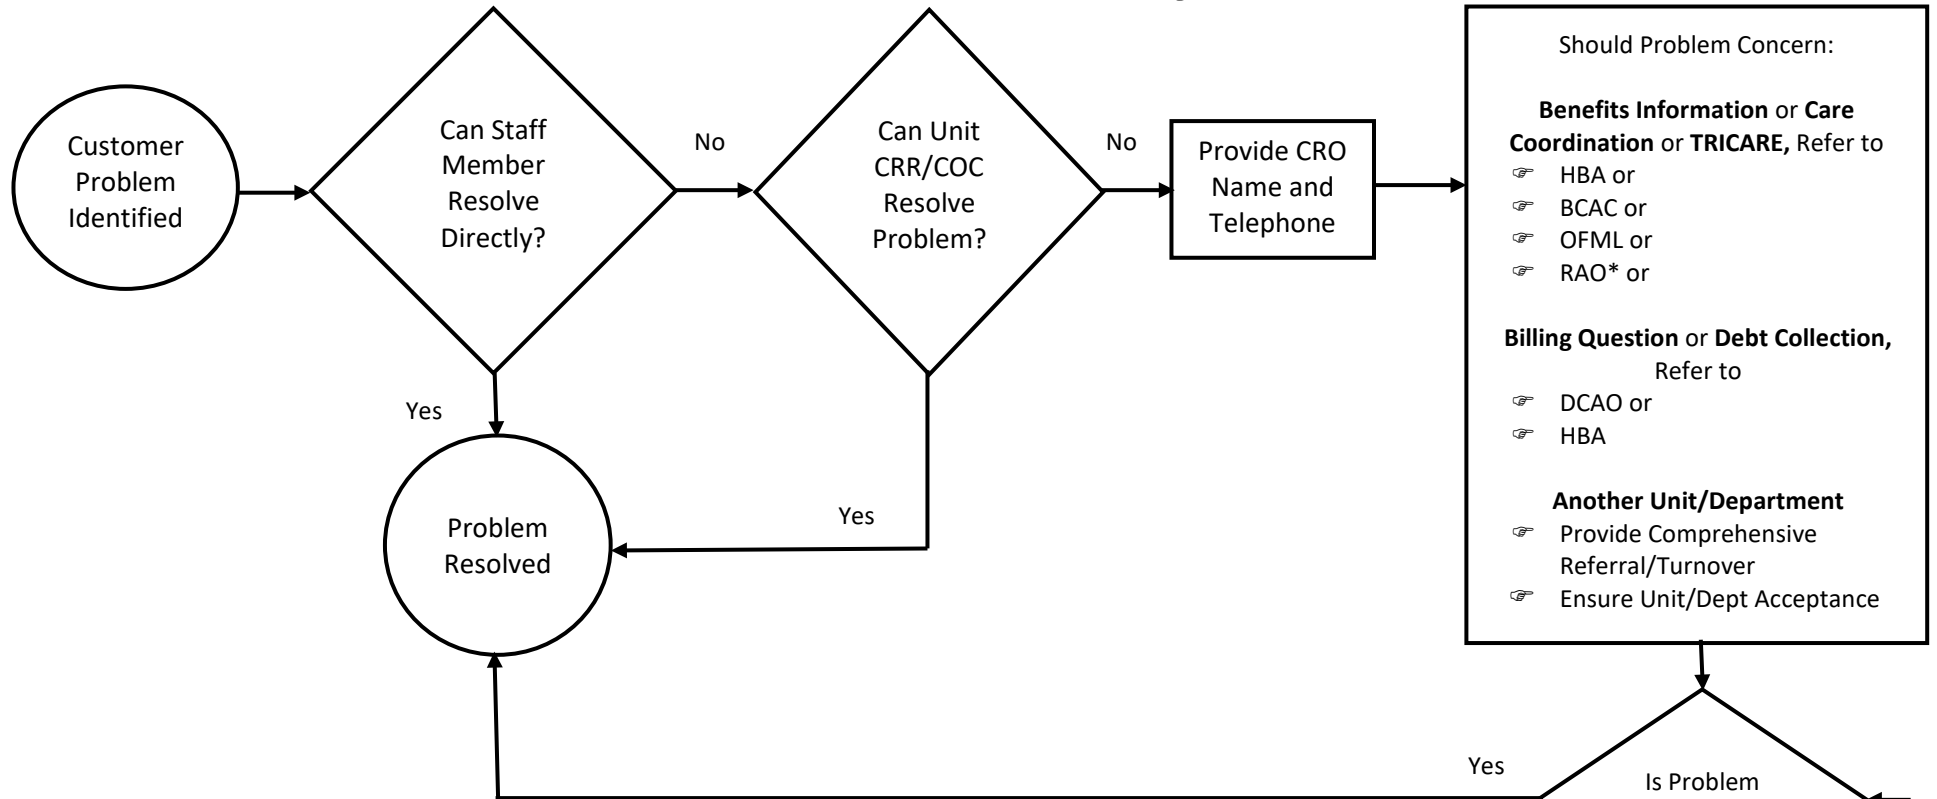 Customer
Problem
Identified
Can Staff
Member
Resolve
Directly?
No
Can Unit
CRR/COC
Resolve
Problem?
No
Provide CRO
Name and
Telephone
Should Problem Concern:
Benefits Information or Care
Coordination or TRICARE, Refer to
☞ HBA or
☞ BCAC or
☞ OFML or
☞ RAO* or
Billing Question or Debt Collection,
Refer to
☞ DCAO or
☞ HBA
Another Unit/Department
☞ Provide Comprehensive
Referral/Turnover
☞ Ensure Unit/Dept Acceptance
Yes
Yes
Problem
Resolved
Yes
Is Problem